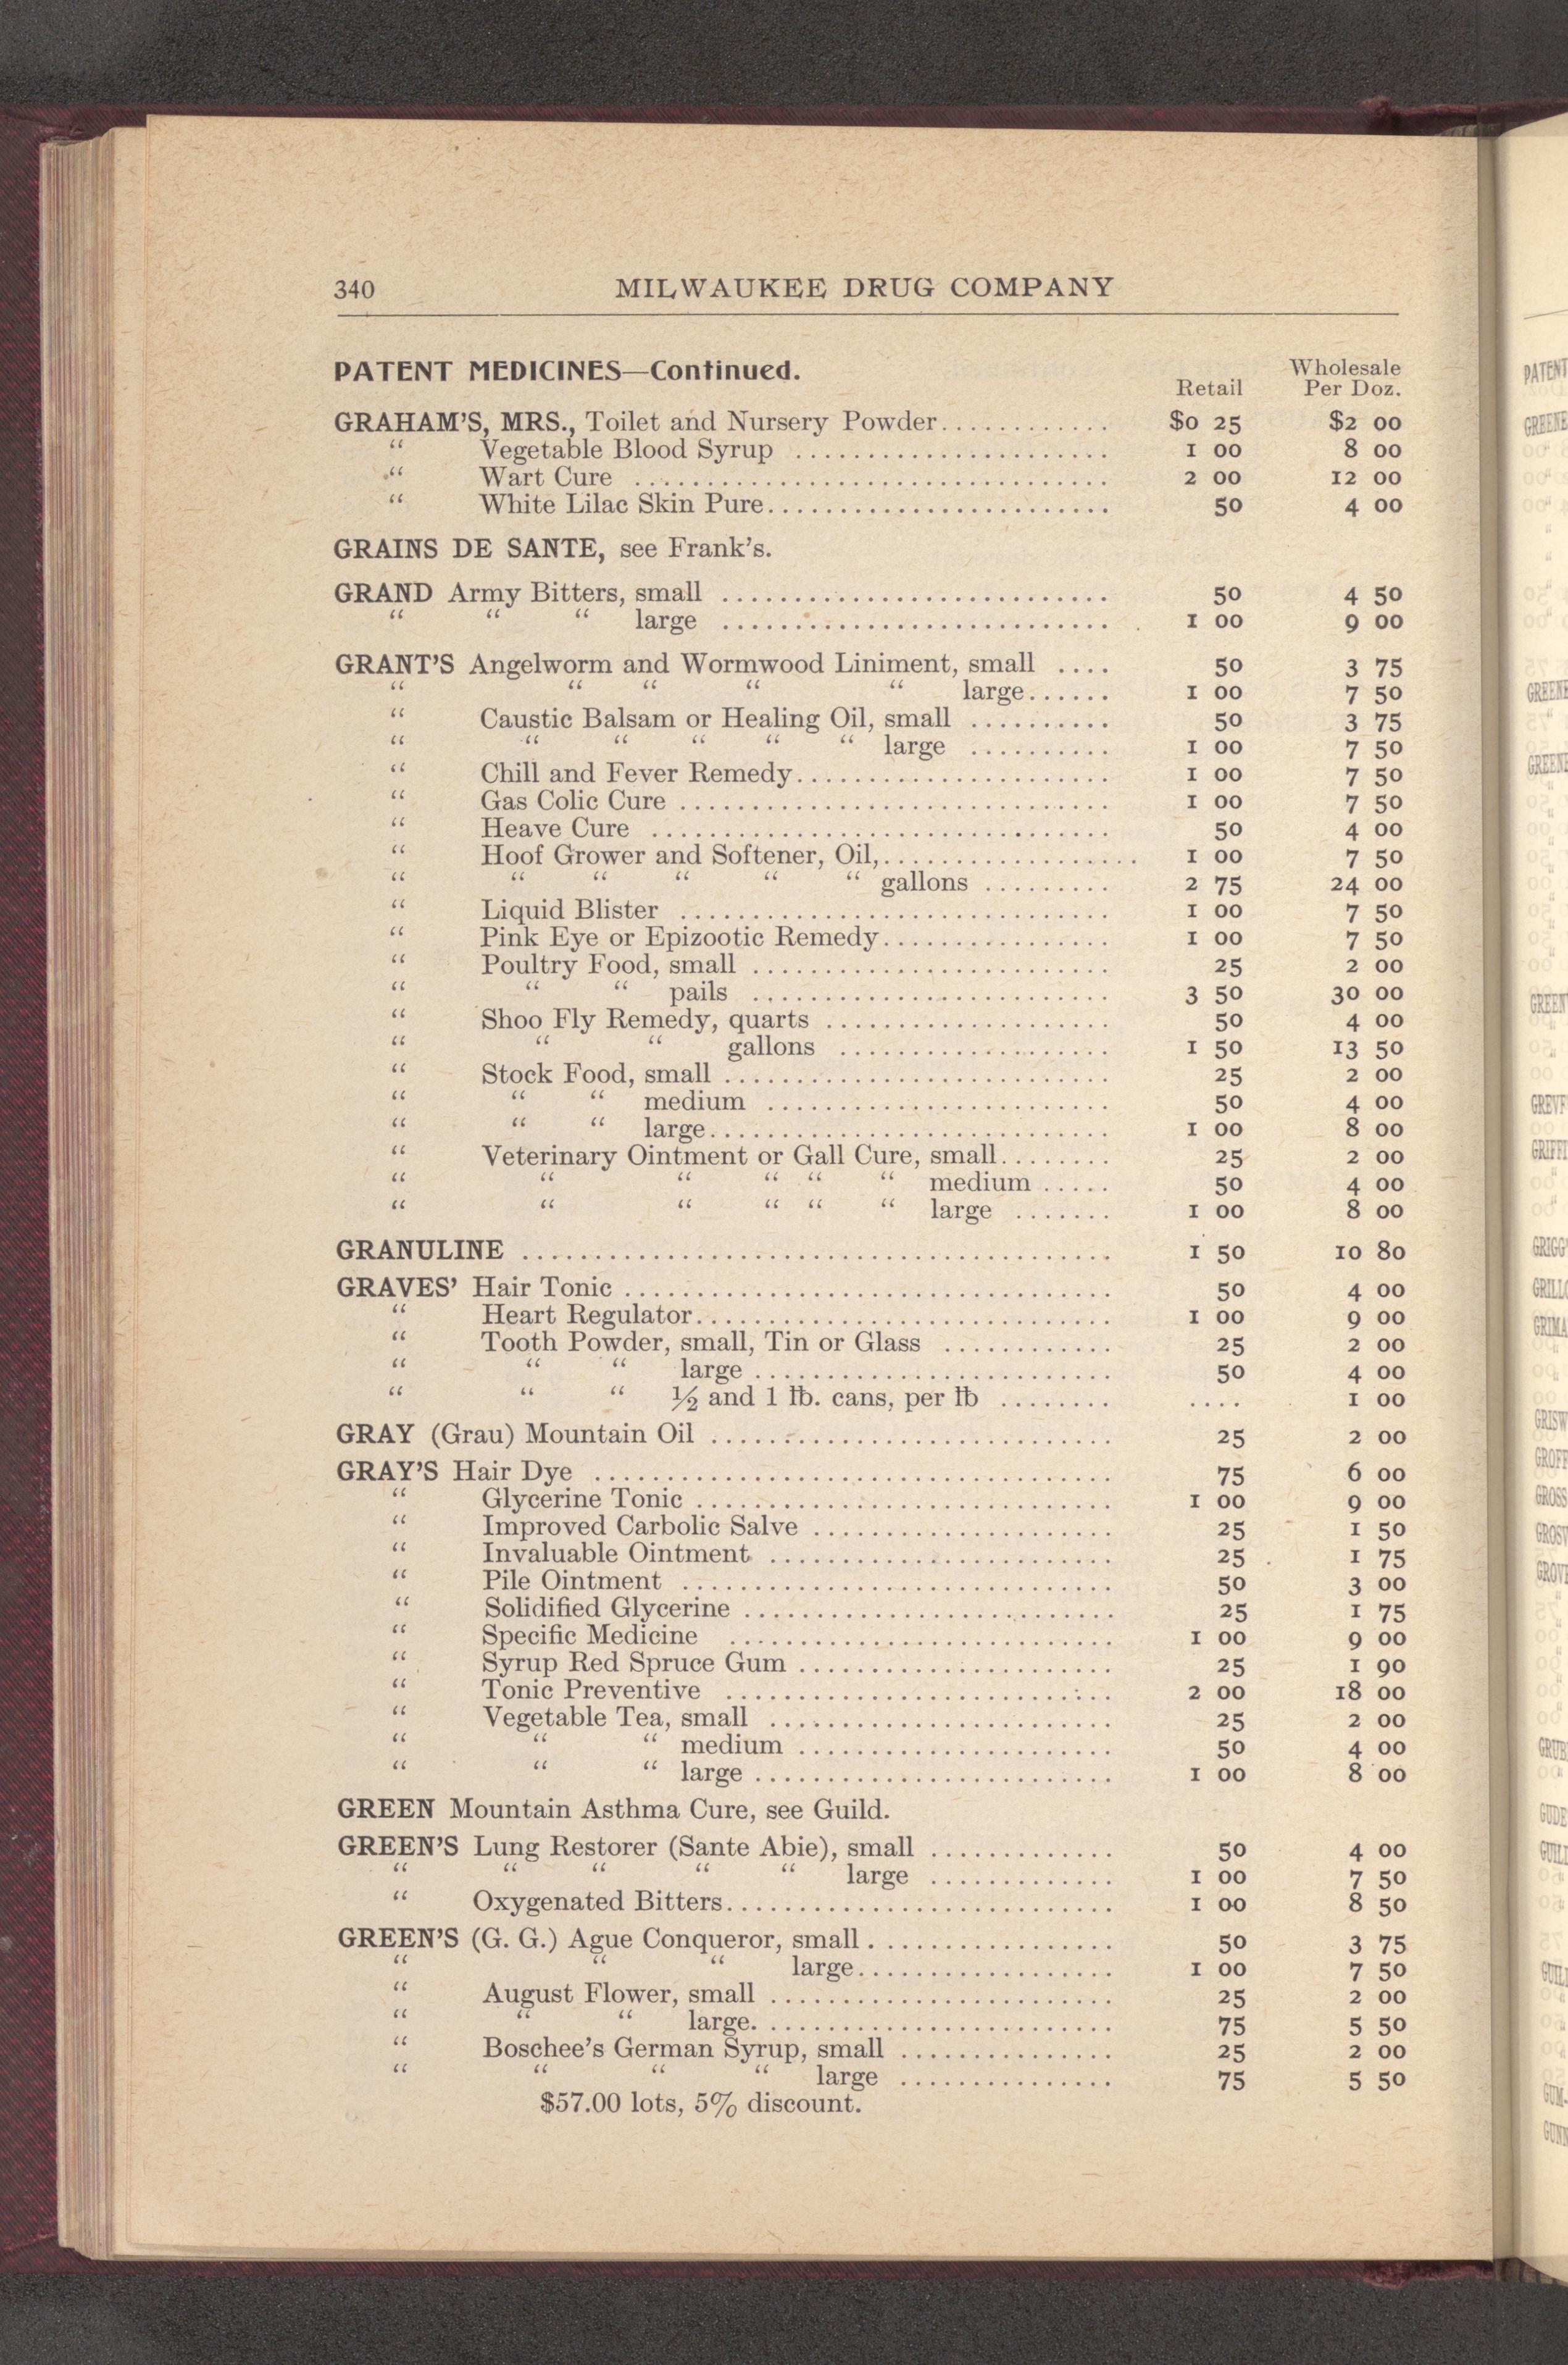 340 MILWAUKEE DRUG COMPANY
PATENT MEDICINES—Continued.
Retail Wholesale Per Doz.
GRAHAM'S, MRS., Toilet and Nursery Powder............ $0 25 $2 00
“ Vegetable Blood Syrup ...................... 1 00 8 00
“ Wart Cure ................................. 2 00 12 00
“ White Lilac Skin Pure........................ 50 4 00
GRAINS DE SANTE, see Frank's.
GRAND Army Bitters, small ........................... 50 4 50
“ “ “ large ........................... 1 00 9 00
GRANT'S Angelworm and Wormwood Liniment, small .... 50 3 75
“ “ “ “ “ large...... 1 00 7 50
“ Caustic Balsam or Healing Oil, small .......... 50 3 75
“ “ “ “ “ “ large .......... 1 00 7 50
“ Chill and Fever Remedy...................... 1 00 7 50
“ Gas Colic Cure .............................. 1 00 7 50
“ Heave Cure ................................ 50 4 00
“ Hoof Grower and Softener, Oil,.................. 1 00 7 50
“ “ “ “ “ “ gallons ......... 2 75 24 00
“ Liquid Blister .............................. 1 00 7 50
“ Pink Eye or Epizootic Remedy................ 1 00 7 50
“ Poultry Food, small ......................... 25 2 00
“ “ “ pails ......................... 3 50 30 00
“ Shoo Fly Remedy, quarts .................... 50 4 00
“ “ “ gallons ................... 1 50 13 50
“ Stock Food, small ........................... 25 2 00
“ “ “ medium ........................ 50 4 00
“ “ “ large............................ 1 00 8 00
“ Veterinary Ointment or Gall Cure, small........ 25 2 00
“ “ “ “ “ “ medium ..... 50 4 00
“ “ “ “ “ “ large ....... 1 00 8 00
GRANULINE ......................................... 1 50 10 80
GRAVES' Hair Tonic .................................. 50 4 00
“ Heart Regulator............................. 1 00 9 00
“ Tooth Powder, small, Tin or Glass ............ 25 2 00
“ “ “ large ......................... 50 4 00
“ “ “ ½ and 1 lb. cans, per lb ........ .... 1 00
GRAY (Grau) Mountain Oil ............................ 25 2 00
GRAY'S Hair Dye .................................... 75 6 00
“ Glycerine Tonic ............................. 1 00 9 00
“ Improved Carbolic Salve ..................... 25 1 50
“ Invaluable Ointment ........................ 25 1 75
“ Pile Ointment .............................. 50 3 00
“ Solidified Glycerine .......................... 25 1 75
“ Specific Medicine ........................... 1 00 9 00
“ Syrup Red Spruce Gum ...................... 25 1 90
“ Tonic Preventive ........................... 2 00 18 00
“ Vegetable Tea, small ........................ 25 2 00
“ “ “ medium ...................... 50 4 00
“ “ “ large ......................... 1 00 8 00
GREEN Mountain Asthma Cure, see Guild.
GREEN'S Lung Restorer (Sante Abie), small ............. 50 4 00
“ “ “ “ “ large ............. 1 00 7 50
“ Oxygenated Bitters........................... 1 00 8 50
GREEN'S (G. G.) Ague Conqueror, small.................. 50 3 75
“ “ “ large.................. 1 00 7 50
“ August Flower, small ........................ 25 2 00
“ “ “ large. ........................ 75 5 50
“ Boschee's German Syrup, small ............... 25 2 00
“ “ “ “ large ............... 75 5 50
$57.00 lots, 5% discount.